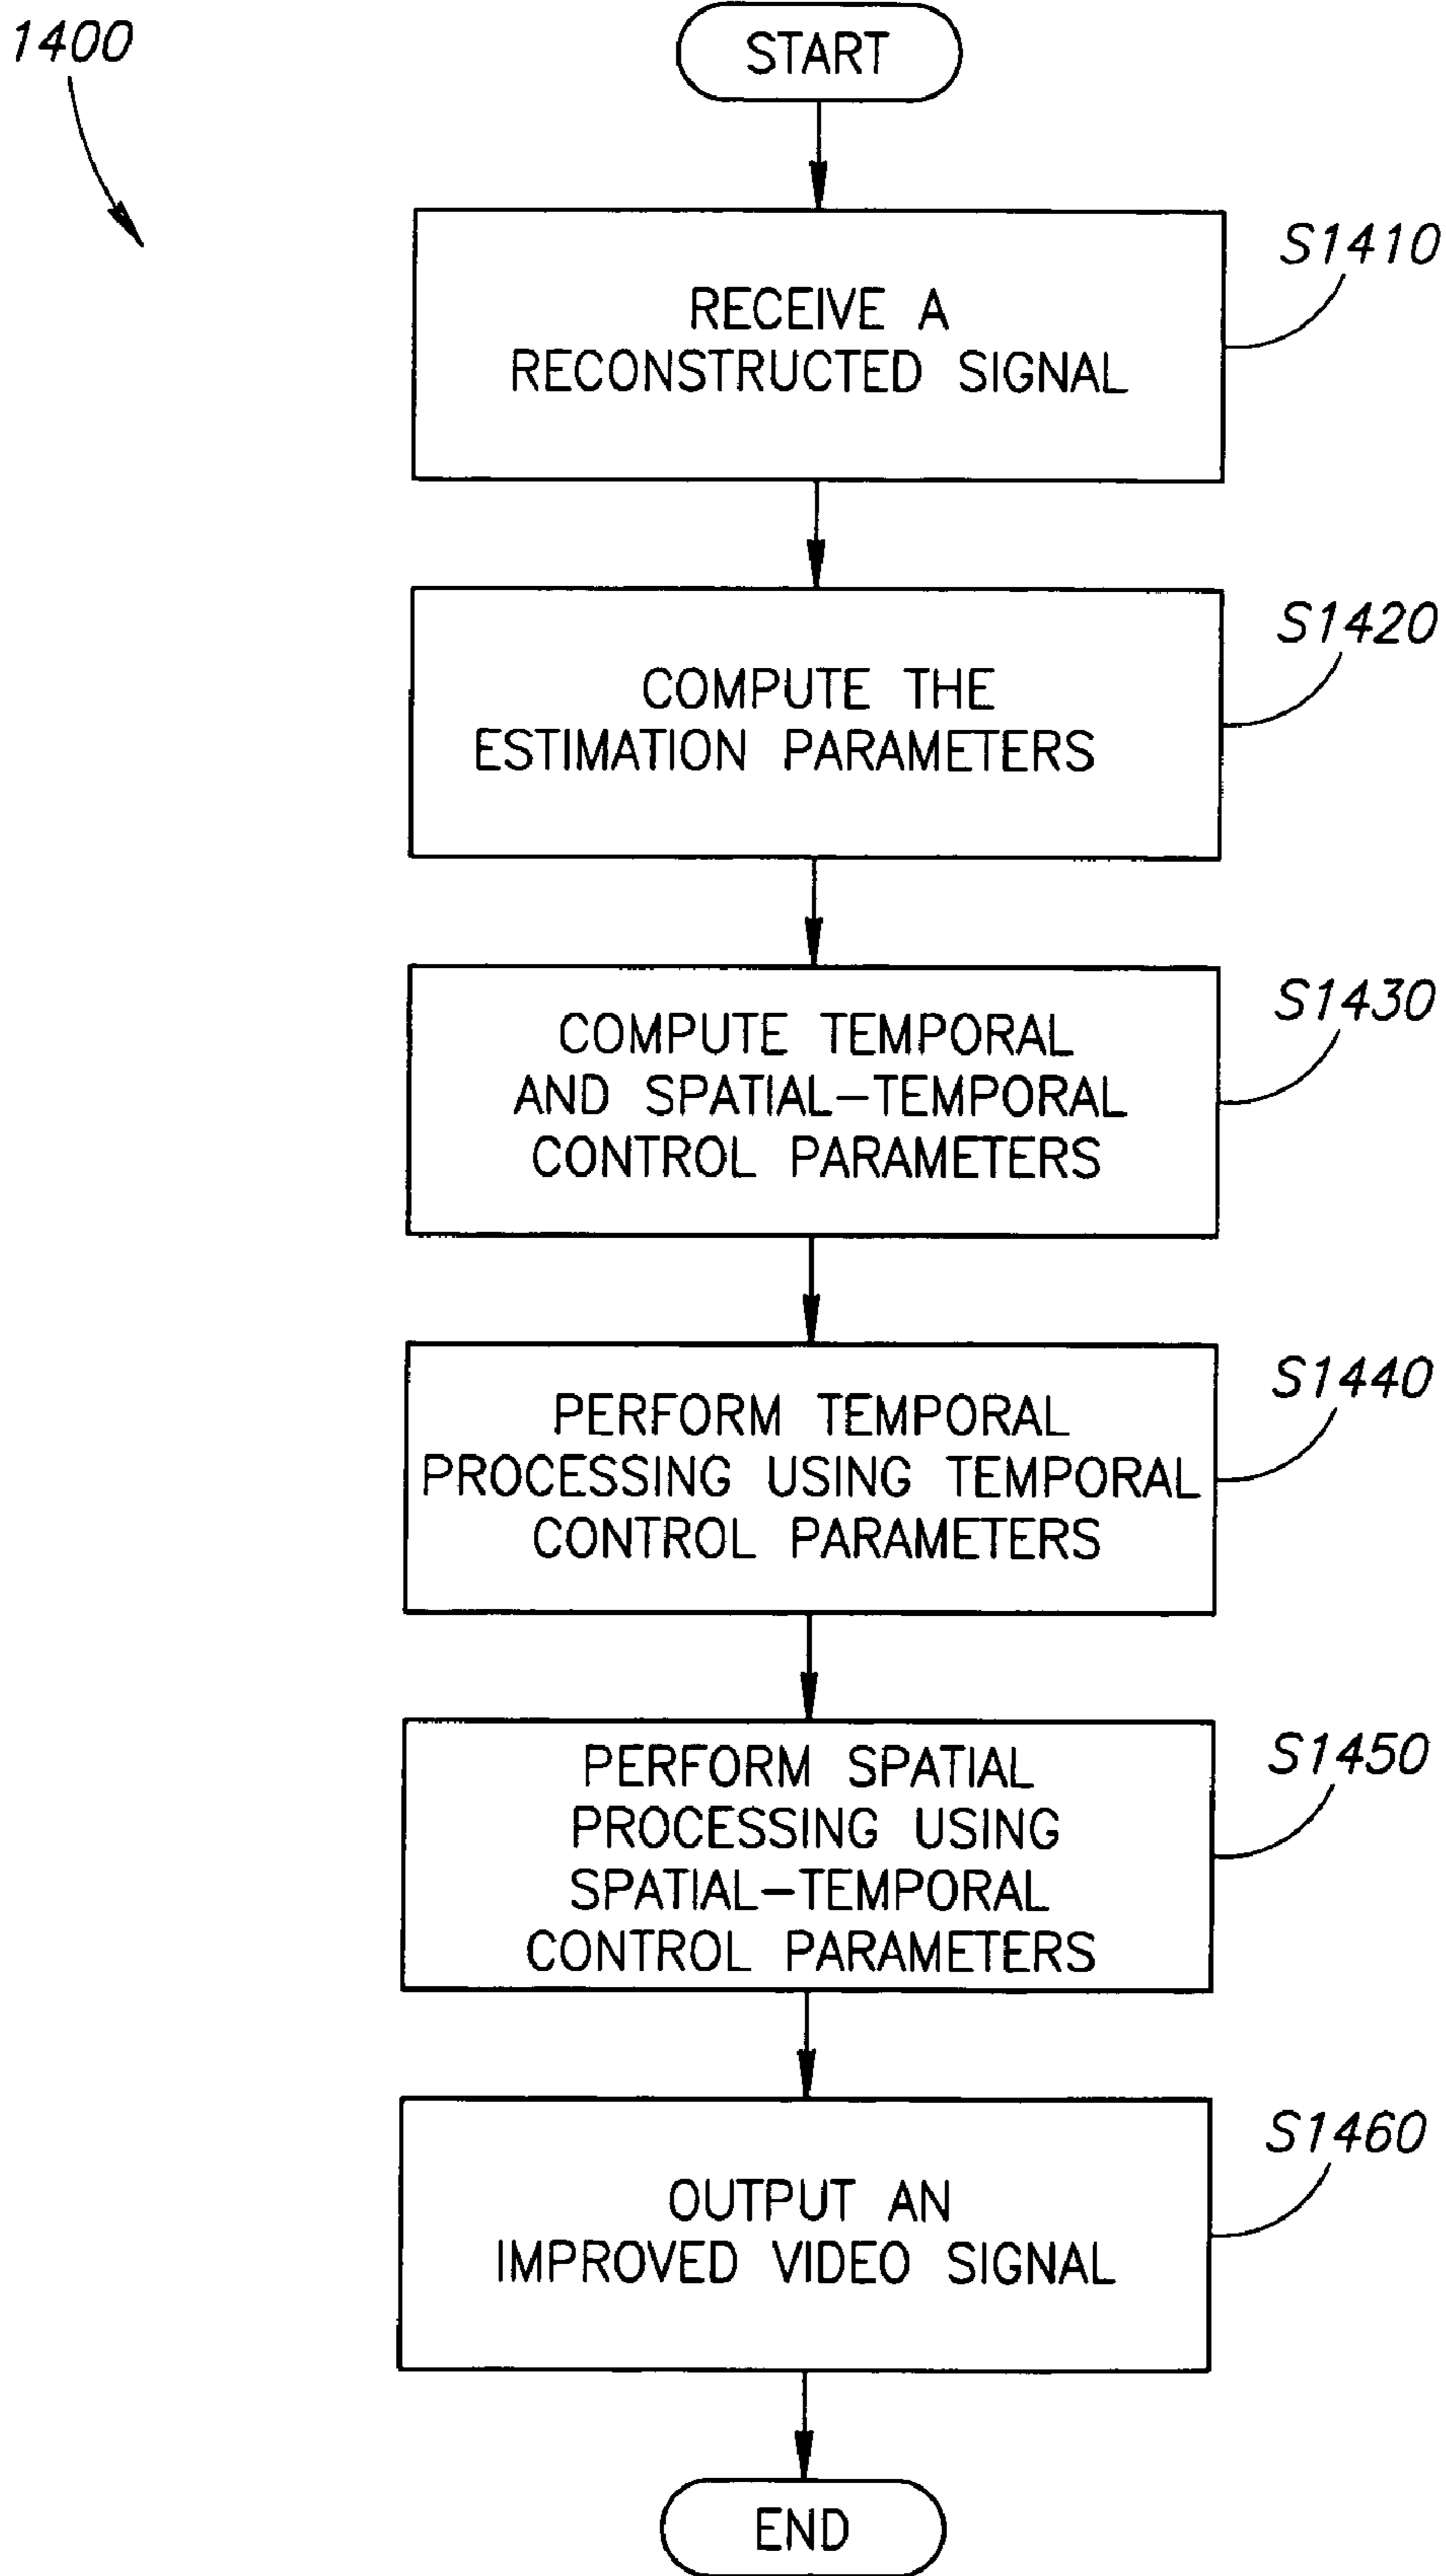 1400
START
S1410
RECEIVE A
RECONSTRUCTED SIGNAL
S1420
COMPUTE THE
ESTIMATION PARAMETERS
S1430
COMPUTE TEMPORAL
AND SPATIAL-TEMPORAL
CONTROL PARAMETERS
S1440
PERFORM TEMPORAL
PROCESSING USING TEMPORAL
CONTROL PARAMETERS
S1450
PERFORM SPATIAL
PROCESSING USING
SPATIAL-TEMPORAL
CONTROL PARAMETERS
S1460
OUTPUT AN
IMPROVED VIDEO SIGNAL
END